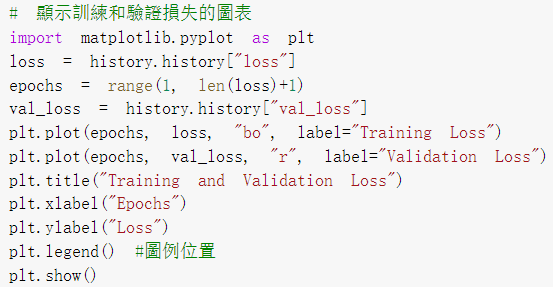 # 顯示訓練和驗證損失的圖表
import matplotlib.pyplot as plt
loss = history.history["loss"]
epochs = range(1, len(loss)+1)
val_loss = history.history["val_loss"]
plt.plot(epochs, loss, "bo", label="Training Loss")
plt.plot(epochs, val_loss, "r", label="Validation Loss")
plt.title("Training and Validation Loss")
plt.xlabel("Epochs")
plt.ylabel("Loss")
plt.legend() #圖例位置
plt.show()